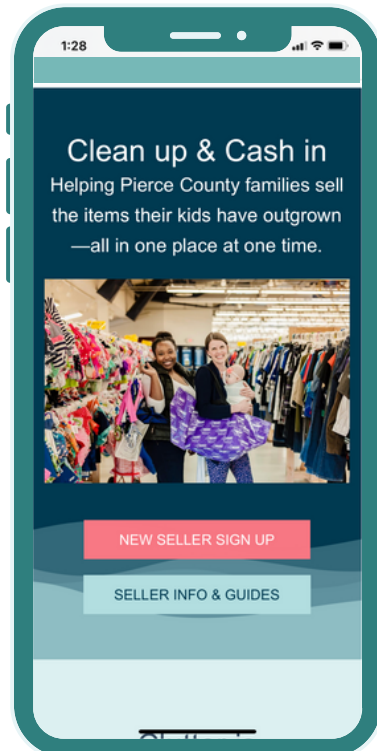 1:28
Clean up & Cash in
Helping Pierce County families sell
the items their kids have outgrown
—all in one place at one time.
NEW SELLER SIGN UP
SELLER INFO & GUIDES